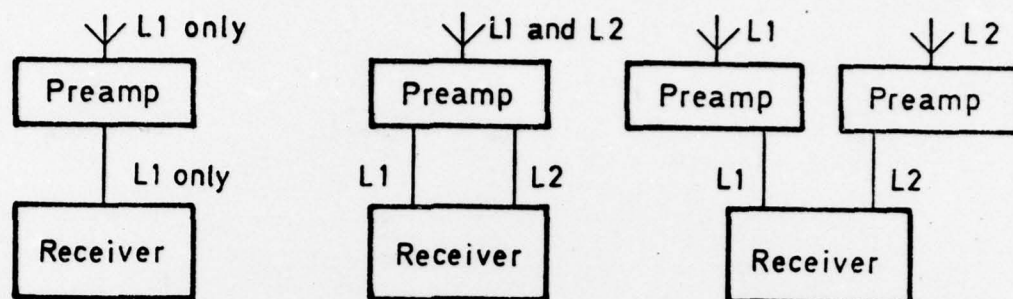 L1 only
Preamp
L1 only
Receiver
L1 and L2
Preamp
L1 L2
Receiver
L1 L2
Preamp Preamp
L1 L2
Receiver